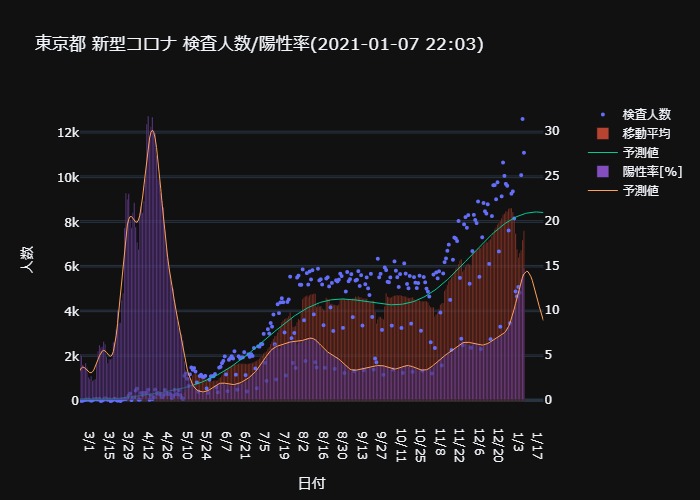 東京都 新型コロナ 検査人数/陽性率(2021-01-07 22:03)
検査人数
移動平均
予測値
陽性率[%]
予測値
人数
12k
10k
8k
6k
4k
2k
0
30
25
20
15
10
5
0
3/1
3/15
3/29
4/12
4/26
5/10
5/24
6/7
6/21
7/5
7/19
8/2
8/16
8/30
9/13
9/27
10/11
10/25
11/8
11/22
12/6
12/20
1/3
1/17
日付